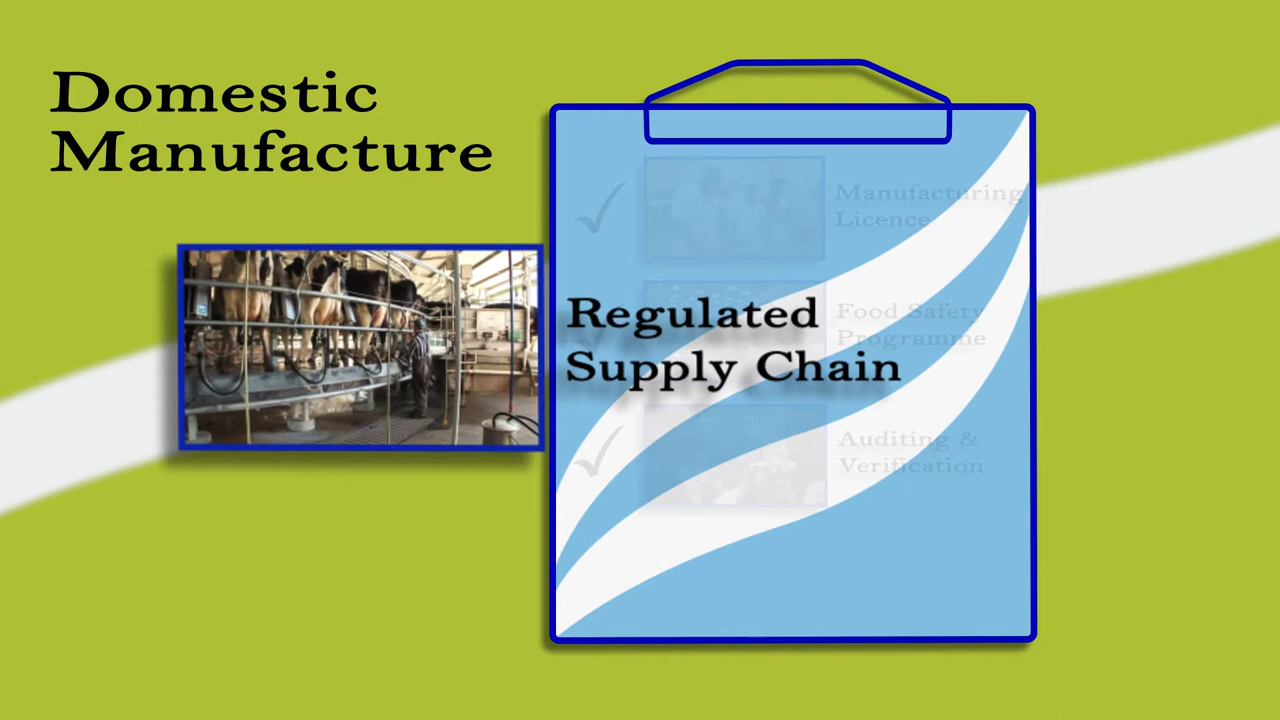 Domestic
Manufacture
Manufacturing
Licence
Regulated
Supply Chain
Food Safety
Programme
Auditing &
Verification